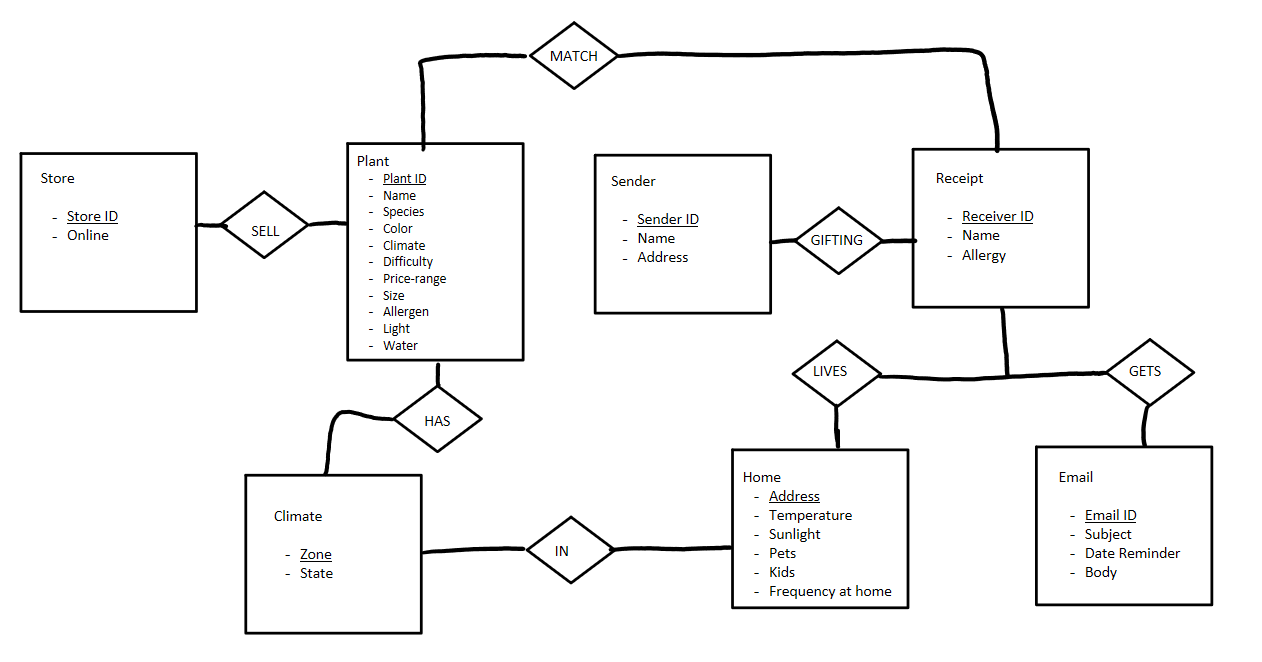 MATCH
Store
- Store ID
- Online
SELL
Plant
- Plant ID
- Name
- Species
- Color
- Climate
- Difficulty
- Price-range
- Size
- Allergen
- Light
- Water
Sender
- Sender ID
- Name
- Address
GIFTING
Receipt
- Receiver ID
- Name
- Allergy
HAS
LIVES
GETS
Climate
- Zone
- State
IN
Home
- Address
- Temperature
- Sunlight
- Pets
- Kids
- Frequency at home
Email
- Email ID
- Subject
- Date Reminder
- Body